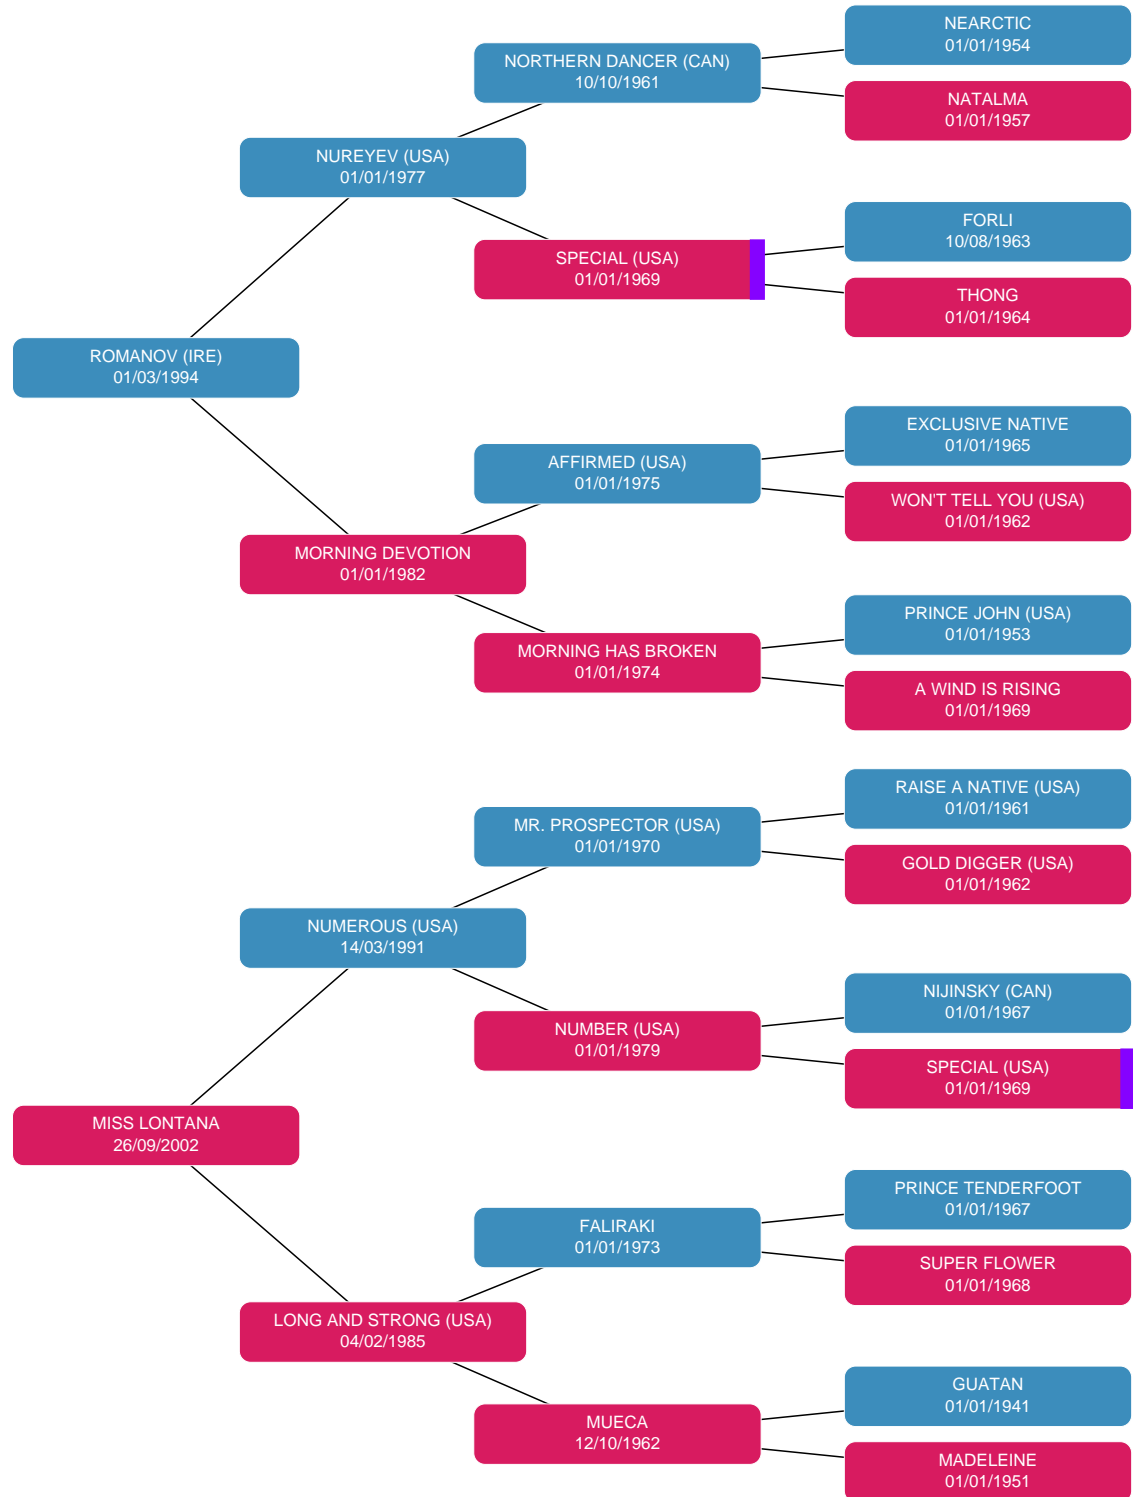 NEARCTIC
01/01/1954
NORTHERN DANCER (CAN)
10/10/1961
NATALMA
01/01/1957
NUREYEV (USA)
01/01/1977
FORLI
10/08/1963
SPECIAL (USA)
01/01/1969
THONG
01/01/1964
ROMANOV (IRE)
01/03/1994
EXCLUSIVE NATIVE
01/01/1965
AFFIRMED (USA)
01/01/1975
WON'T TELL YOU (USA)
01/01/1962
MORNING DEVOTION
01/01/1982
PRINCE JOHN (USA)
01/01/1953
MORNING HAS BROKEN
01/01/1974
A WIND IS RISING
01/01/1969
RAISE A NATIVE (USA)
01/01/1961
MR. PROSPECTOR (USA)
01/01/1970
GOLD DIGGER (USA)
01/01/1962
NUMEROUS (USA)
14/03/1991
NIJINSKY (CAN)
01/01/1967
NUMBER (USA)
01/01/1979
SPECIAL (USA)
01/01/1969
MISS LONTANA
26/09/2002
PRINCE TENDERFOOT
01/01/1967
FALIRAKI
01/01/1973
SUPER FLOWER
01/01/1968
LONG AND STRONG (USA)
04/02/1985
GUATAN
01/01/1941
MUECA
12/10/1962
MADELEINE
01/01/1951